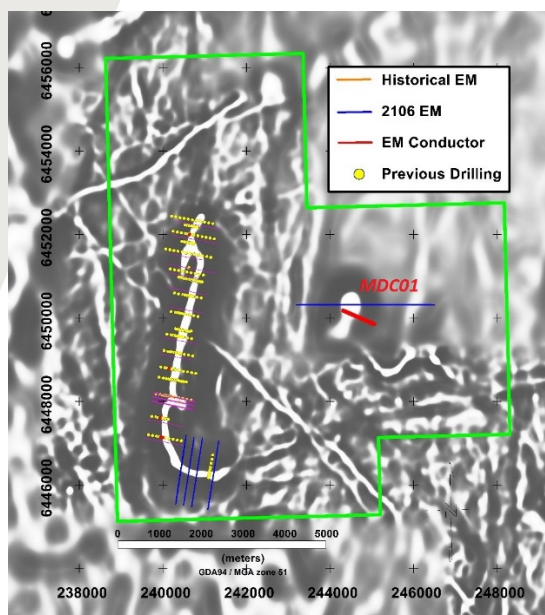 6456000
6454000
6452000
6450000
6448000
6446000
Historical EM
2106 EM
EM Conductor
Previous Drilling
MDC01
0 1000 2000 3000 4000 5000
(meters)
GDA94 / MGA zone 51
238000 240000 242000 244000 246000 248000